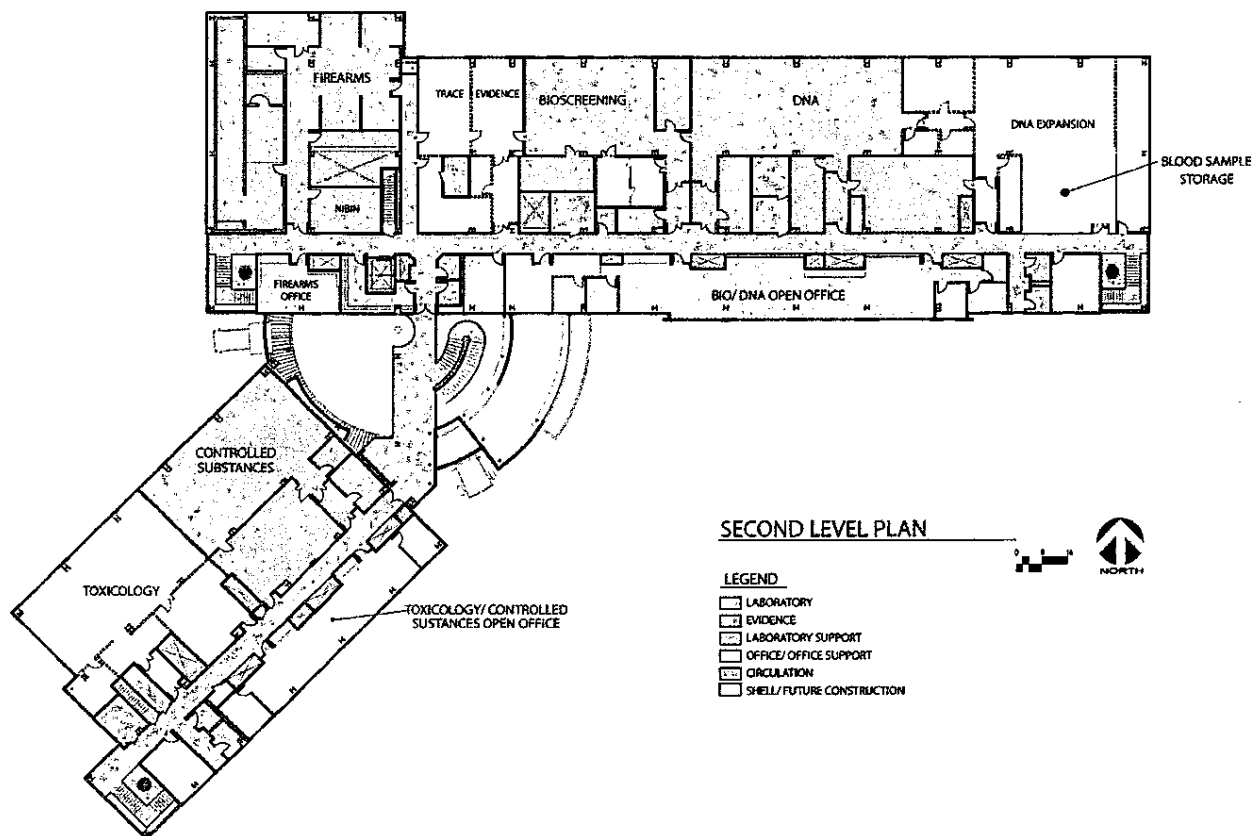 FIREARMS
TRACE
EVIDENCE
BIOSCREENING
DNA
DNA EXPANSION
BLOOD SAMPLE
STORAGE
NIBIN
FIREARMS
OFFICE
BIO/ DNA OPEN OFFICE
CONTROLLED
SUBSTANCES
TOXICOLOGY
TOXICOLOGY/ CONTROLLED
SUSTANCES OPEN OFFICE
SECOND LEVEL PLAN
NORTH
LEGEND
LABORATORY
EVIDENCE
LABORATORY SUPPORT
OFFICE/ OFFICE SUPPORT
CIRCULATION
SHELL/ FUTURE CONSTRUCTION